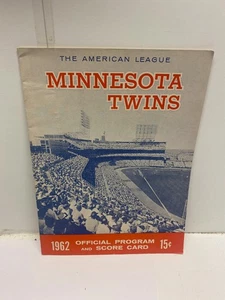 THE AMERICAN LEAGUE
MINNESOTA
TWINS
1962 OFFICIAL PROGRAM AND SCORE CARD 15¢